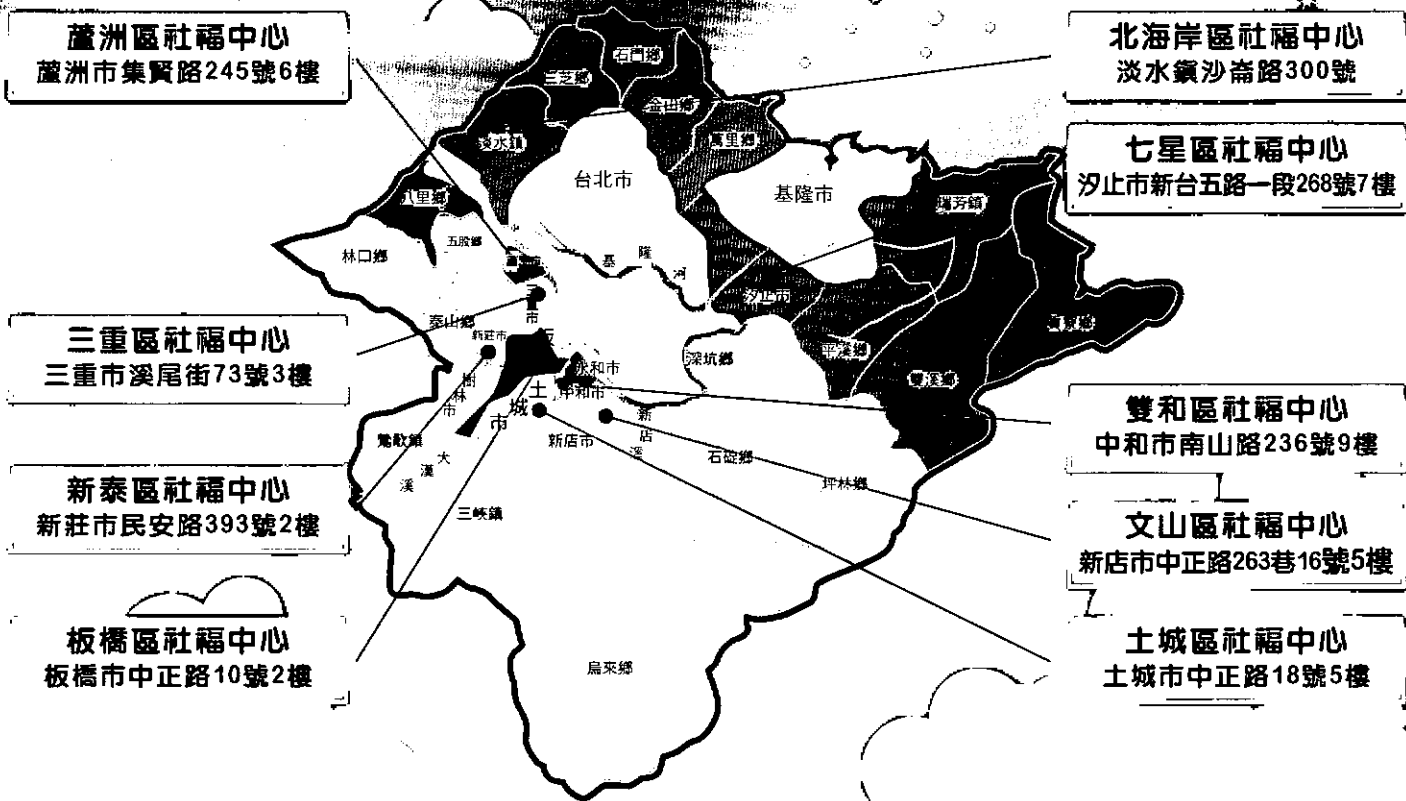 蘆洲區社福中心
蘆洲市集賢路245號6樓
三重區社福中心
三重市溪尾街73號3樓
新泰區社福中心
新莊市民安路393號2樓
板橋區社福中心
板橋市中正路10號2樓
北海岸區社福中心
淡水鎮沙崙路300號
七星區社福中心
汐止市新台五路一段268號7樓
雙和區社福中心
中和市南山路236號9樓
文山區社福中心
新店市中正路263巷16號5樓
土城區社福中心
土城市中正路18號5樓
石門鄉
三芝鄉
金山鄉
淡水鎮
萬里鄉
台北市
基隆市
八里鄉
瑞芳鎮
五股鄉
林口鄉
基隆河
汐止市
泰山鄉
新莊市
貢寮鄉
平溪鄉
深坑鄉
雙溪鄉
永和市
中和市
樹林市
土城市
新店溪
鶯歌鎮
新店市
石碇鄉
大漢溪
坪林鄉
三峽鎮
烏來鄉